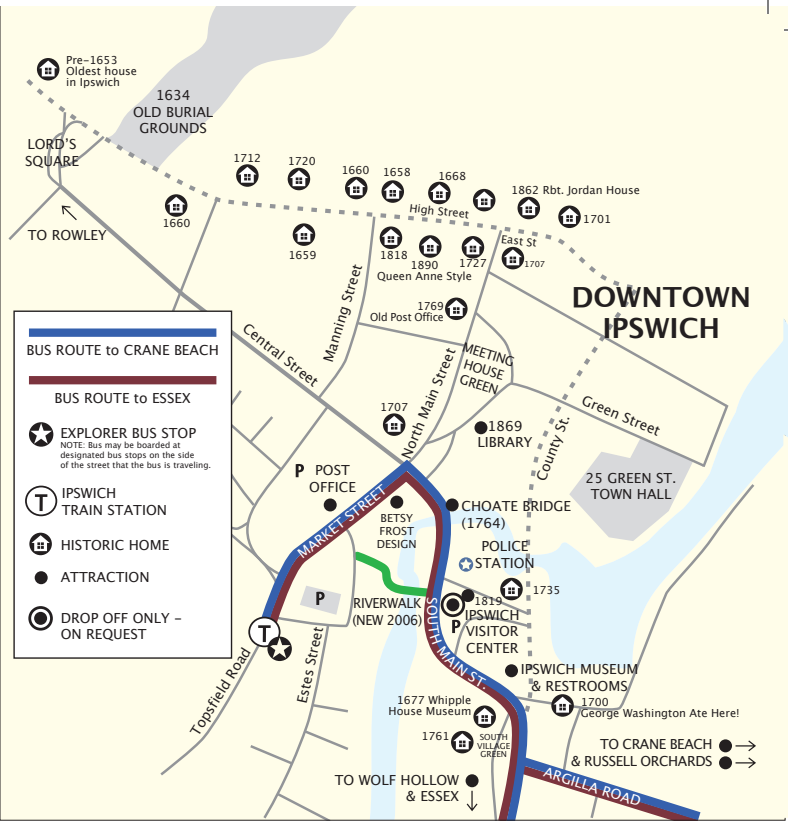 Pre-1653
Oldest house
in Ipswich
1634
OLD BURIAL
GROUNDS
LORD'S
SQUARE
TO ROWLEY
1660
1712
1720
1660
1658
1668
1862 Rbt. Jordan House
1701
High Street
1659
1818
1890
Queen Anne Style
1727
East St
1707
DOWNTOWN
IPSWICH
1769
Old Post Office
Manning Street
Central Street
North Main Street
MEETING
HOUSE
GREEN
Green Street
County St.
1707
1869
LIBRARY
25 GREEN ST.
TOWN HALL
BUS ROUTE to CRANE BEACH
BUS ROUTE to ESSEX
EXPLORER BUS STOP
NOTE: Bus may be boarded at
designated bus stops on the side
of the street that the bus is traveling.
T
IPSWICH
TRAIN STATION
HISTORIC HOME
ATTRACTION
DROP OFF ONLY –
ON REQUEST
P
POST
OFFICE
MARKET STREET
BETSY
FROST
DESIGN
CHOATE BRIDGE
(1764)
POLICE
STATION
1735
P
RIVERWALK
(NEW 2006)
1819
IPSWICH
VISITOR
CENTER
P
SOUTH MAIN ST.
T
Topsfield Road
Estes Street
IPSWICH MUSEUM
& RESTROOMS
1677 Whipple
House Museum
1700
George Washington Ate Here!
1761
SOUTH
VILLAGE
GREEN
TO CRANE BEACH
& RUSSELL ORCHARDS
TO WOLF HOLLOW
& ESSEX
ARGILLA ROAD